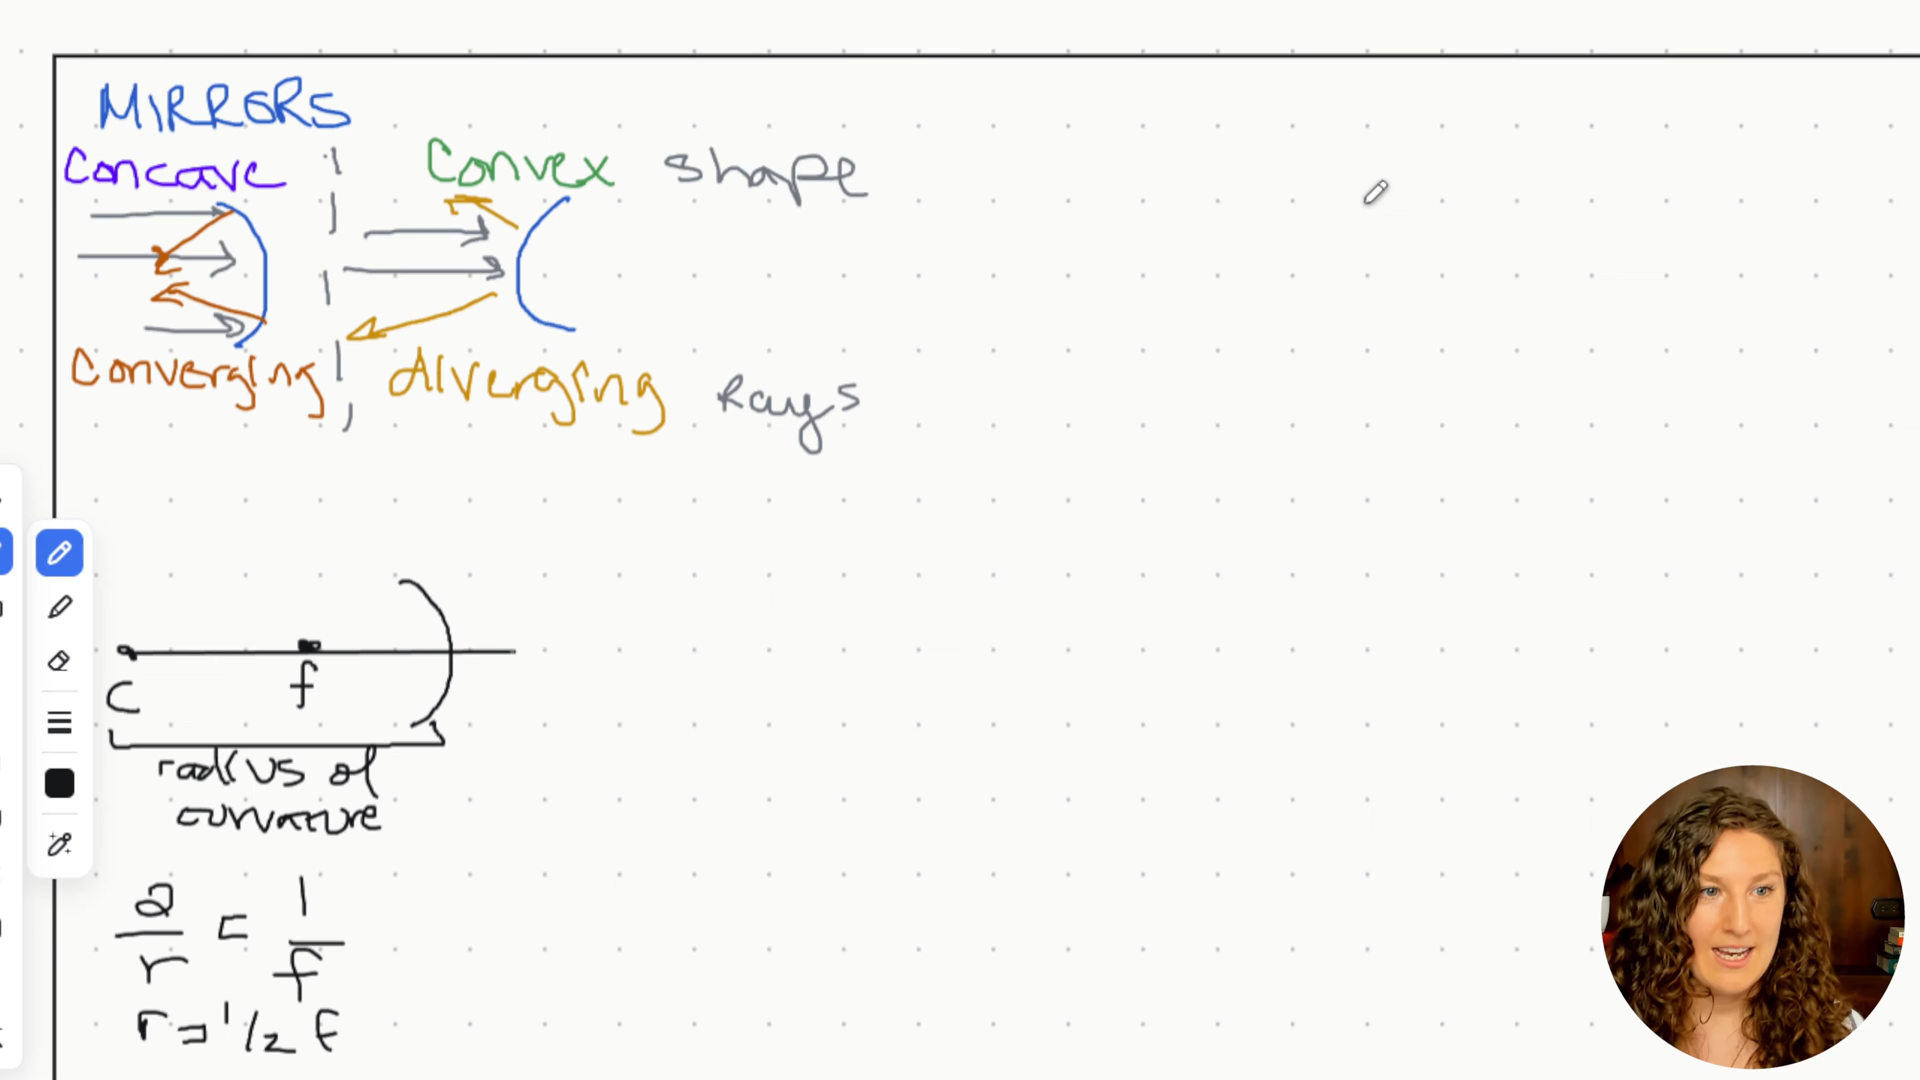 MIRRORS
Concave Convex shape
Converging, diverging Rays
C f
radius of
curvature
2/r = 1/f
r = 1/2 f